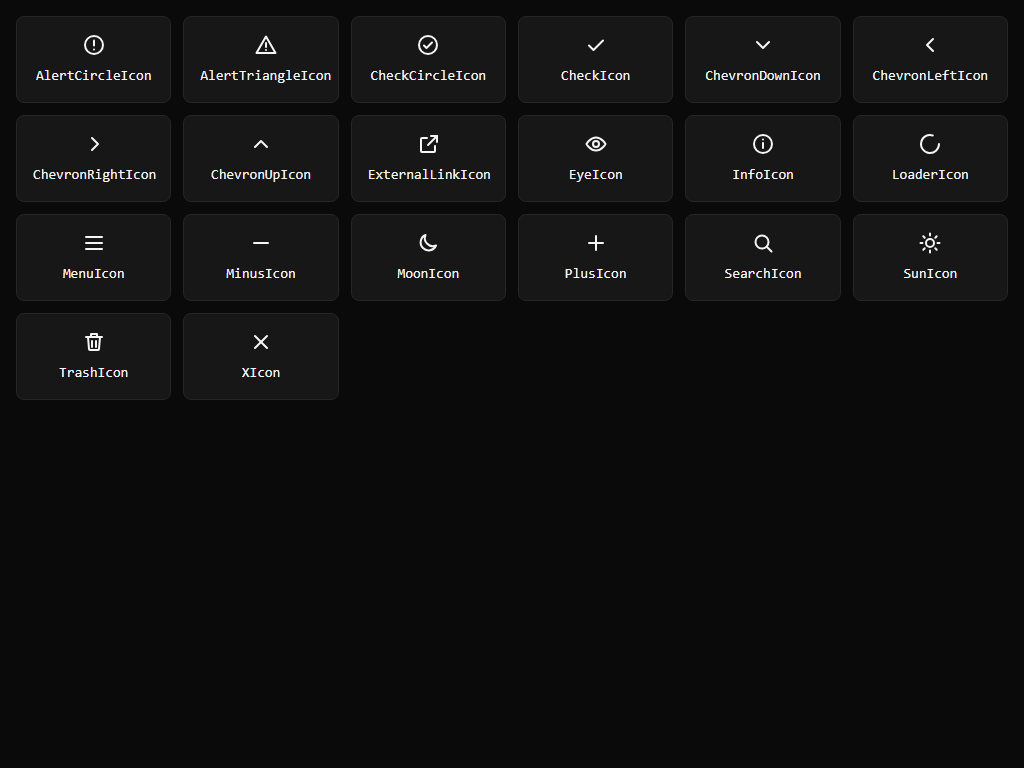 AlertCircleIcon
AlertTriangleIcon
CheckCircleIcon
CheckIcon
ChevronDownIcon
ChevronLeftIcon
ChevronRightIcon
ChevronUpIcon
ExternalLinkIcon
EyeIcon
InfoIcon
LoaderIcon
MenuIcon
MinusIcon
MoonIcon
PlusIcon
SearchIcon
SunIcon
TrashIcon
XIcon